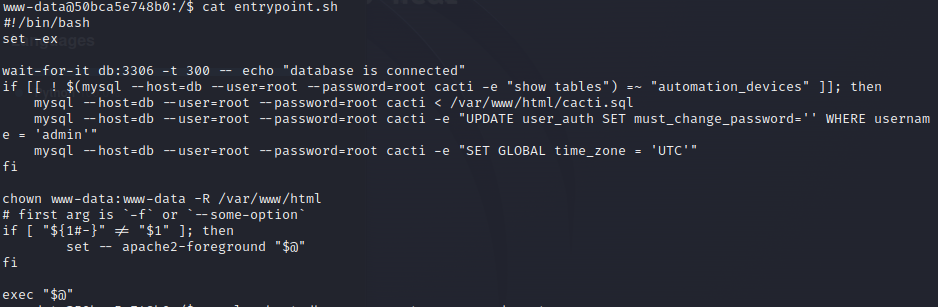 www-data@50bca5e748b0:/$ cat entrypoint.sh
#!/bin/bash
set -ex
wait-for-it db:3306 -t 300 -- echo "database is connected"
if [[ ! $(mysql --host=db --user=root --password=root cacti -e "show tables") =~ "automation_devices" ]]; then
mysql --host=db --user=root --password=root cacti < /var/www/html/cacti.sql
mysql --host=db --user=root --password=root cacti -e "UPDATE user_auth SET must_change_password='' WHERE usernam
e = 'admin'"
mysql --host=db --user=root --password=root cacti -e "SET GLOBAL time_zone = 'UTC'"
fi
chown www-data:www-data -R /var/www/html
# first arg is `-f` or `--some-option`
if [ "${1#-}" != "$1" ]; then
set -- apache2-foreground "$@"
fi
exec "$@"